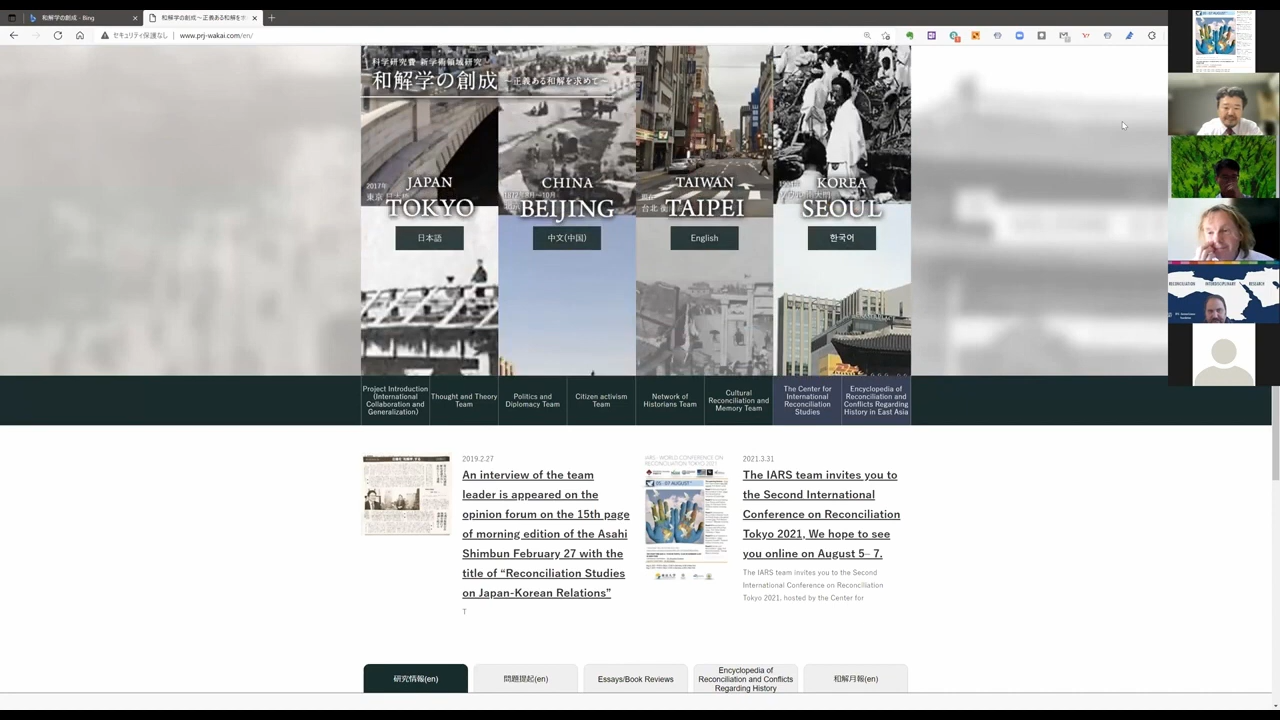 和解学の創成 - Bing
和解学の創成～正義ある和解を求
セキュリティ保護なし
www.prj-wakai.com/en/
科学研究費 新学術領域研究
和解学の創成
正義ある和解を求めて
2017年
東京 日本
JAPAN
TOKYO
日本語
CHINA
BEIJING
中文(中国)
台北
TAIWAN
TAIPEI
English
KOREA
SEOUL
한국어
Project Introduction
(International
Collaboration and
Generalization)
Thought and Theory
Team
Politics and
Diplomacy Team
Citizen activism
Team
Network of
Historians Team
Cultural
Reconciliation and
Memory Team
The Center for
International
Reconciliation
Studies
Encyclopedia of
Reconciliation and
Conflicts Regarding
History in East Asia
2019.2.27
An interview of the team
leader is appeared on the
opinion forum on the 15th page
of morning edition of the Asahi
Shimbun February 27 with the
title of “Reconciliation Studies
on Japan-Korean Relations”
T
05 - 07 AUGUST
2021.3.31
The IARS team invites you to
the Second International
Conference on Reconciliation
Tokyo 2021, We hope to see
you online on August 5– 7.
The IARS team invites you to the Second
International Conference on Reconciliation
Tokyo 2021, hosted by the Center for
研究情報(en)
問題提起(en)
Essays/Book Reviews
Encyclopedia of
Reconciliation and Conflicts
Regarding History
和解月報(en)
RECONCILIATION INTERDISCIPLINARY RESEARCH